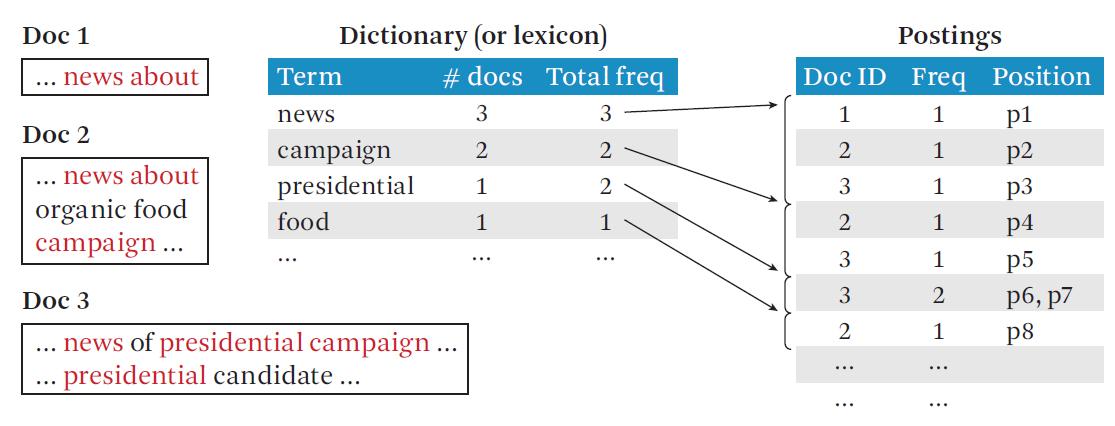 Doc 1
... news about
Doc 2
... news about
organic food
campaign ...
Doc 3
... news of presidential campaign ...
... presidential candidate ...
Dictionary (or lexicon)
Term # docs Total freq
news 3 3
campaign 2 2
presidential 1 2
food 1 1
... ... ...
Postings
Doc ID Freq Position
1 1 p1
2 1 p2
3 1 p3
2 1 p4
3 1 p5
3 2 p6, p7
2 1 p8
... ...
... ...